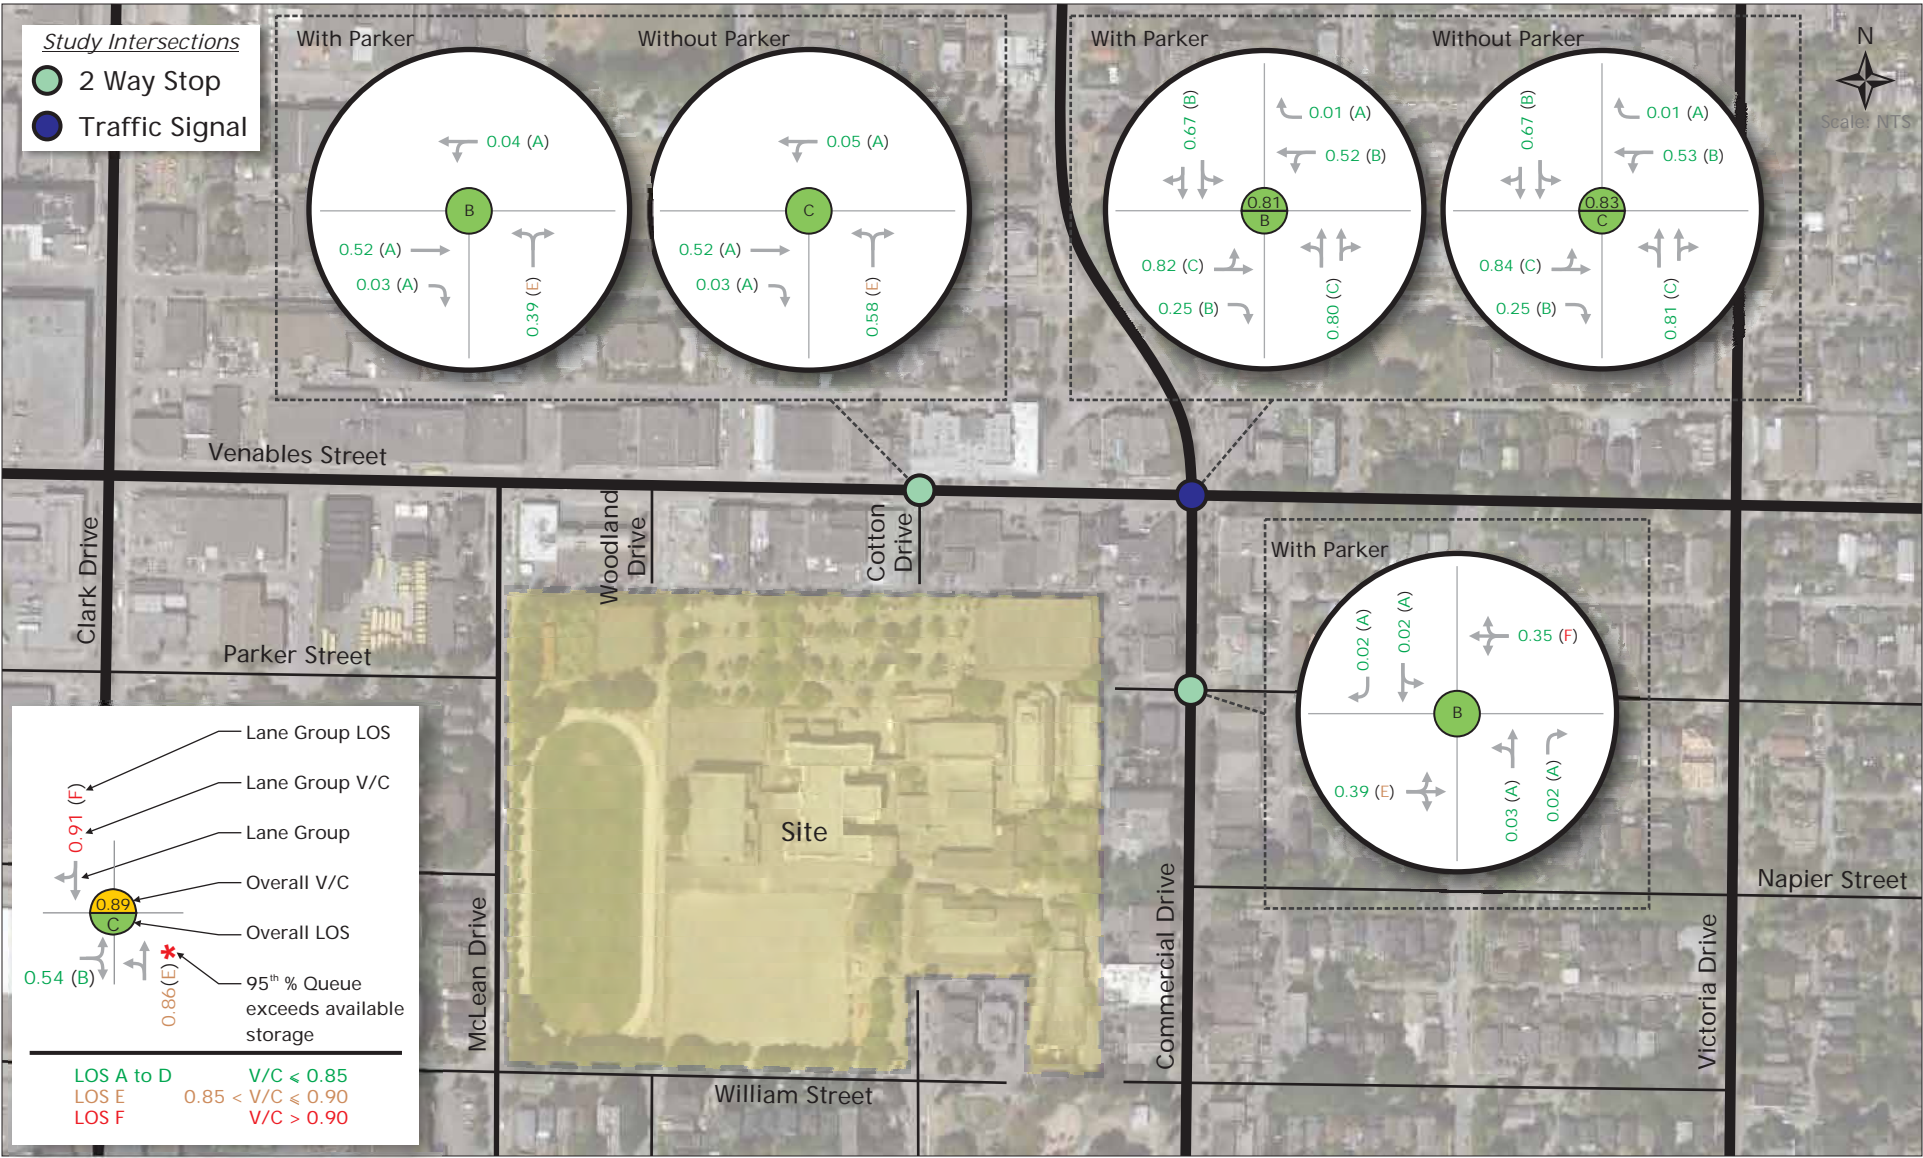 Study Intersections
2 Way Stop
Traffic Signal
With Parker
Without Parker
0.04 (A)
0.52 (A)
0.03 (A)
B
0.39 (E)
0.05 (A)
0.52 (A)
0.03 (A)
C
0.58 (E)
With Parker
Without Parker
0.67 (B)
0.01 (A)
0.52 (B)
0.81
B
0.82 (C)
0.25 (B)
0.80 (C)
0.67 (B)
0.01 (A)
0.53 (B)
0.83
C
0.84 (C)
0.25 (B)
0.81 (C)
N
Scale: NTS
Venables Street
Clark Drive
Woodland
Drive
Cotton
Drive
Parker Street
With Parker
0.02 (A)
0.02 (A)
0.35 (F)
B
0.39 (E)
0.03 (A)
0.02 (A)
Site
McLean Drive
Commercial Drive
Victoria Drive
Napier Street
William Street
Lane Group LOS
Lane Group V/C
Lane Group
Overall V/C
Overall LOS
95th % Queue
exceeds available
storage
0.91 (F)
0.89
C
0.54 (B)
0.86(E)
*
LOS A to D V/C ⩽ 0.85
LOS E 0.85 < V/C ⩽ 0.90
LOS F V/C > 0.90